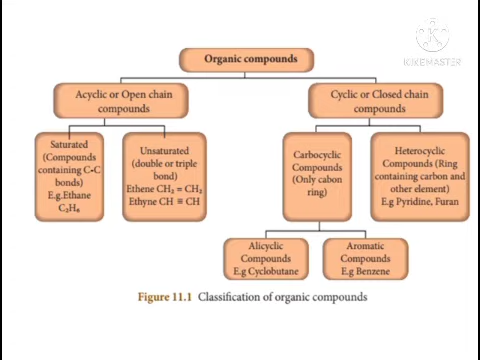 KINEMASTER
Organic compounds
Acyclic or Open chain
compounds
Cyclic or Closed chain
compounds
Saturated
(Compounds
containing C-C
bonds)
E.g.Ethane
C₂H₆
Unsaturated
(double or triple
bond)
Ethene CH₂ = CH₂
Ethyne CH ≡ CH
Carbocyclic
Compounds
(Only cabon
ring)
Heterocyclic
Compounds (Ring
containing carbon and
other element)
E.g Pyridine, Furan
Alicyclic
Compounds
E.g Cyclobutane
Aromatic
Compounds
E.g Benzene
Figure 11.1 Classification of organic compounds